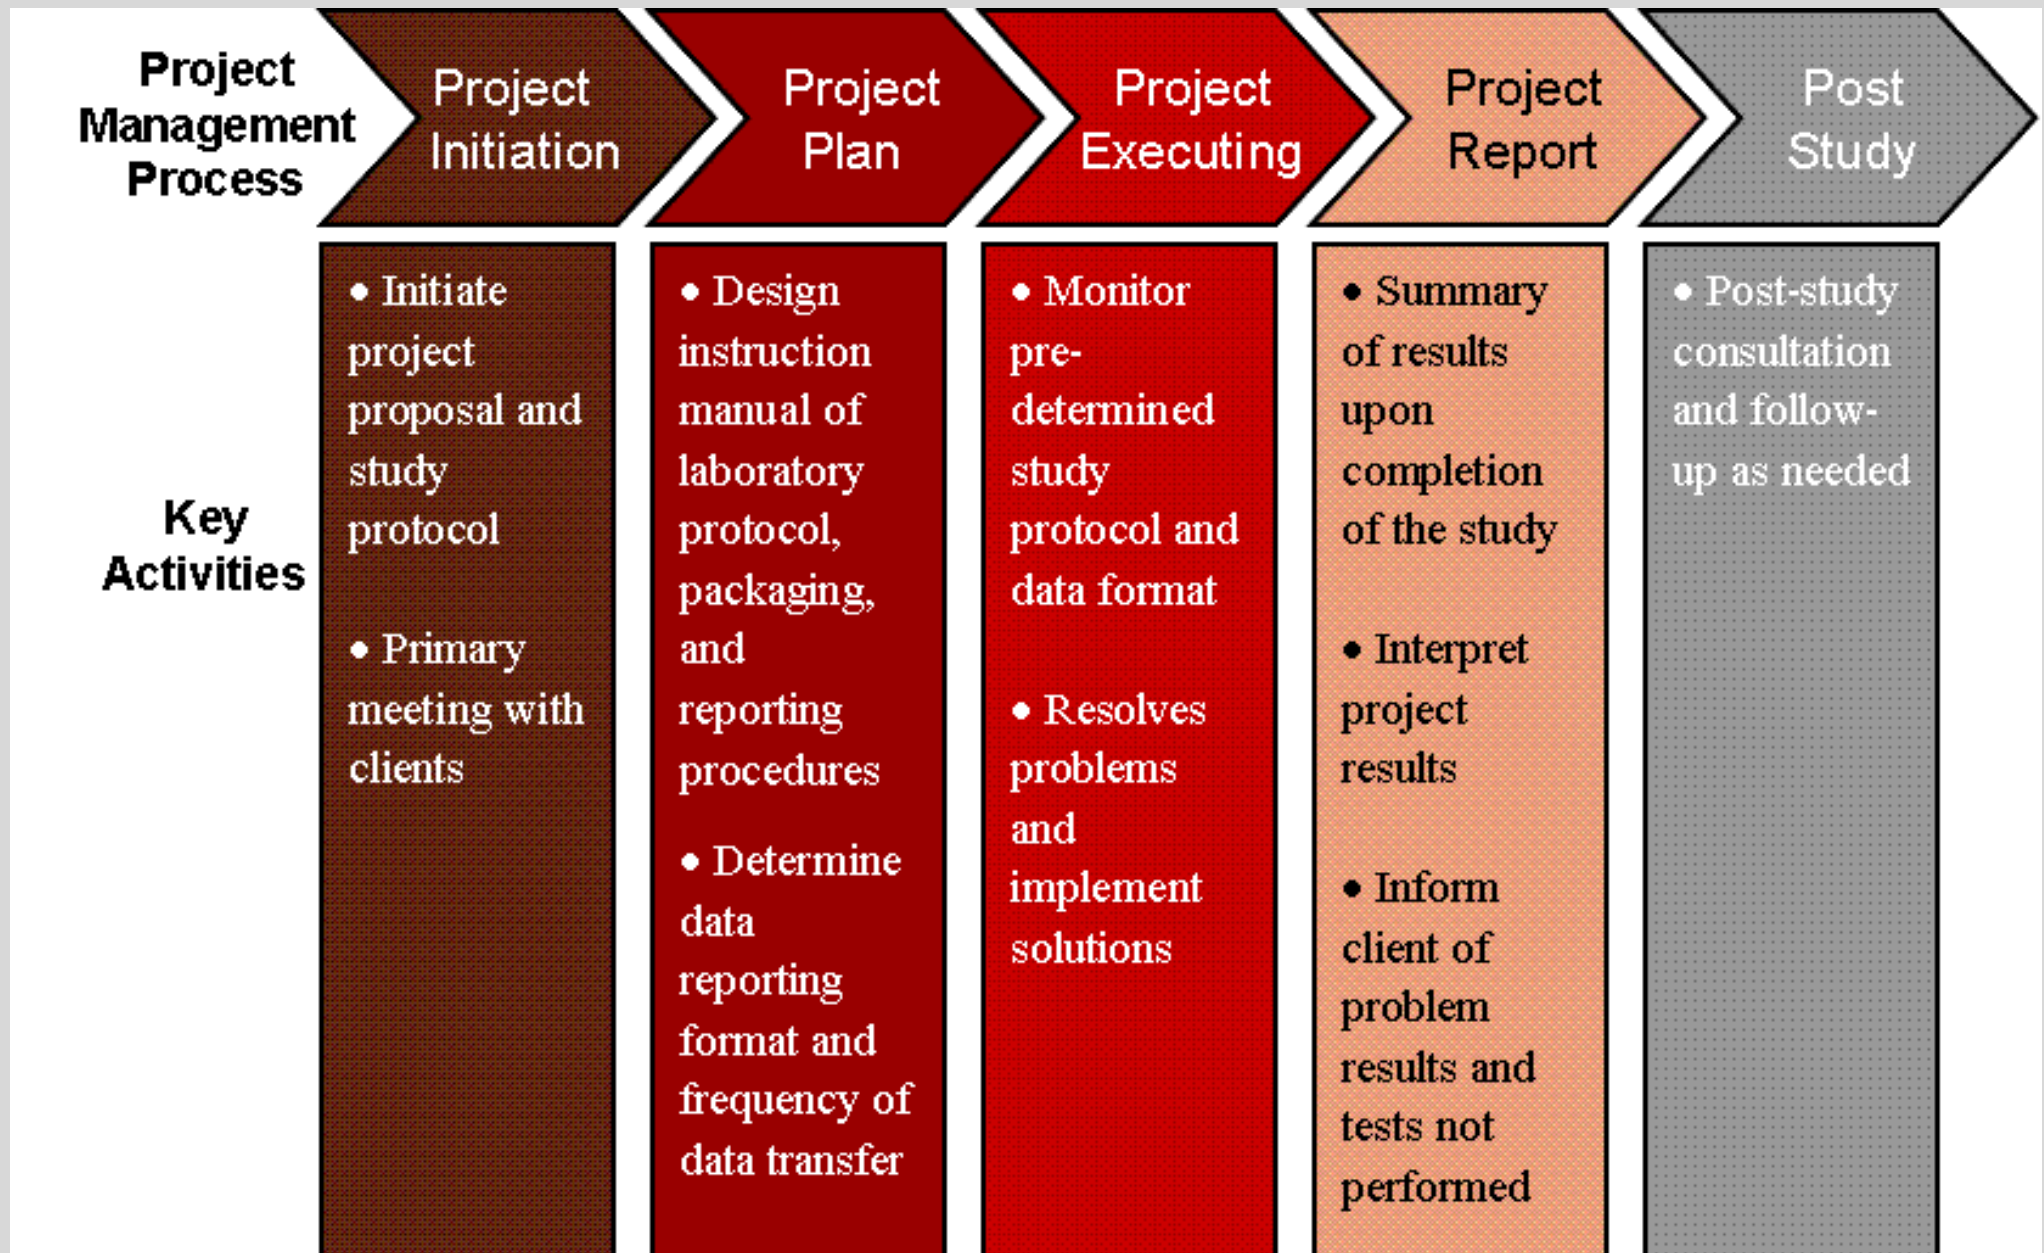 Project
Management
Process
Project
Initiation
Project
Plan
Project
Executing
Project
Report
Post
Study
Key
Activities
• Initiate
project
proposal and
study
protocol
• Primary
meeting with
clients
• Design
instruction
manual of
laboratory
protocol,
packaging,
and
reporting
procedures
• Determine
data
reporting
format and
frequency of
data transfer
• Monitor
pre-
determined
study
protocol and
data format
• Resolves
problems
and
implement
solutions
• Summary
of results
upon
completion
of the study
• Interpret
project
results
• Inform
client of
problem
results and
tests not
performed
• Post-study
consultation
and follow-
up as needed